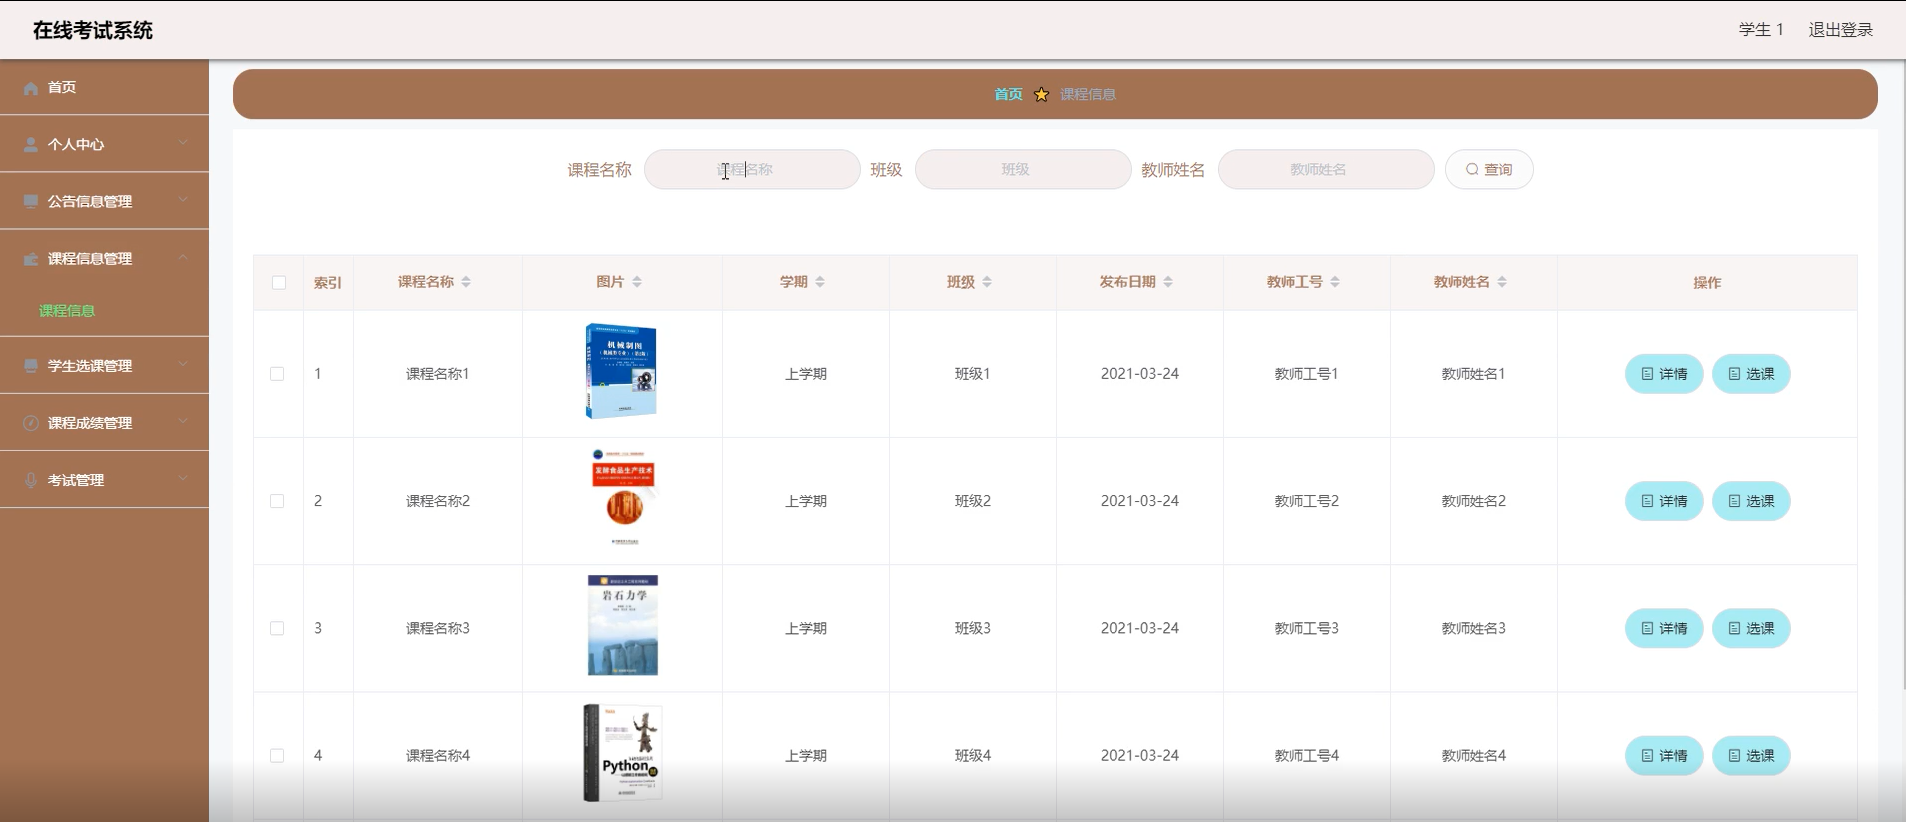 在线考试系统
学生 1 退出登录
首页
个人中心
公告信息管理
课程信息管理
课程信息
学生选课管理
课程成绩管理
考试管理
首页 课程信息
课程名称 课程名称 班级 班级 教师姓名 教师姓名 查询
索引 课程名称 图片 学期 班级 发布日期 教师工号 教师姓名 操作
机械制图
1 课程名称1 上学期 班级1 2021-03-24 教师工号1 教师姓名1 详情 选课
发酵食品生产技术
2 课程名称2 上学期 班级2 2021-03-24 教师工号2 教师姓名2 详情 选课
岩石力学
3 课程名称3 上学期 班级3 2021-03-24 教师工号3 教师姓名3 详情 选课
4 课程名称4 上学期 班级4 2021-03-24 教师工号4 教师姓名4 详情 选课
Python